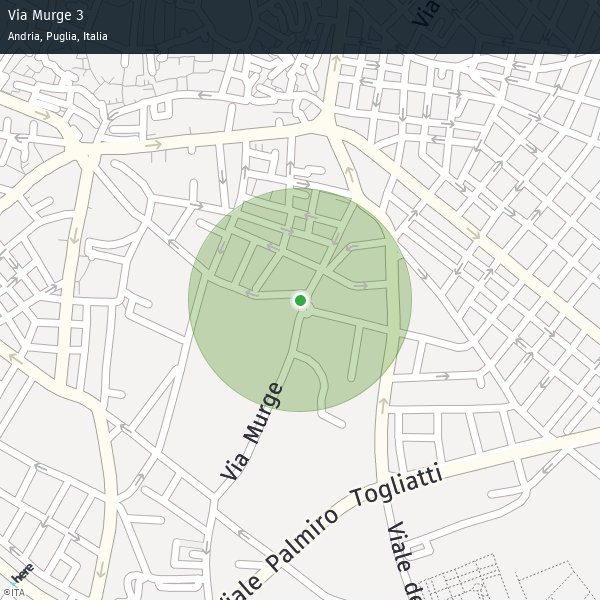 Via Murge 3
Andria, Puglia, Italia
Via
Via Murge
Viale Palmiro Togliatti
Viale de
here
©ITA